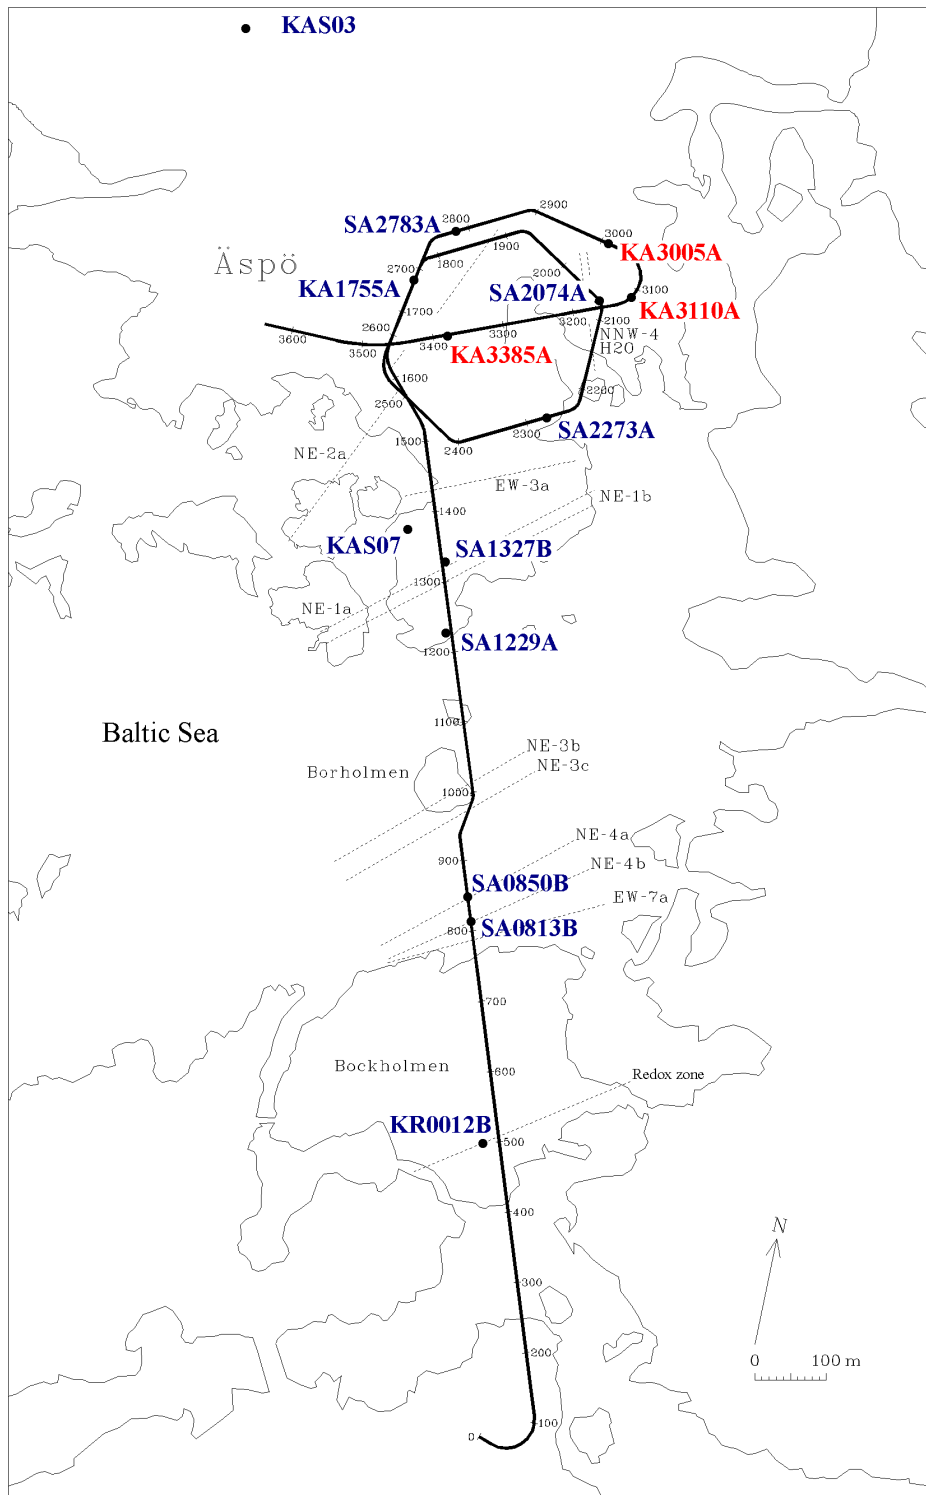 KAS03
2900
SA2783A
2800
1900
3000
KA3005A
Äspö
2700
1800
2000
KA1755A
SA2074A
3100
KA3110A
1700
3200
2100
2600
3300
NNW-4
3600
3400
H2O
3500
KA3385A
1600
2200
2500
2300
SA2273A
1500
2400
NE-2a
EW-3a
NE-1b
1400
KAS07
SA1327B
1300
NE-1a
SA1229A
1200
1100
Baltic Sea
NE-3b
Borholmen
NE-3c
1000
NE-4a
900
NE-4b
SA0850B
EW-7a
SA0813B
800
700
Bockholmen
600
Redox zone
KR0012B
500
400
N
300
200
0 100 m
100
0